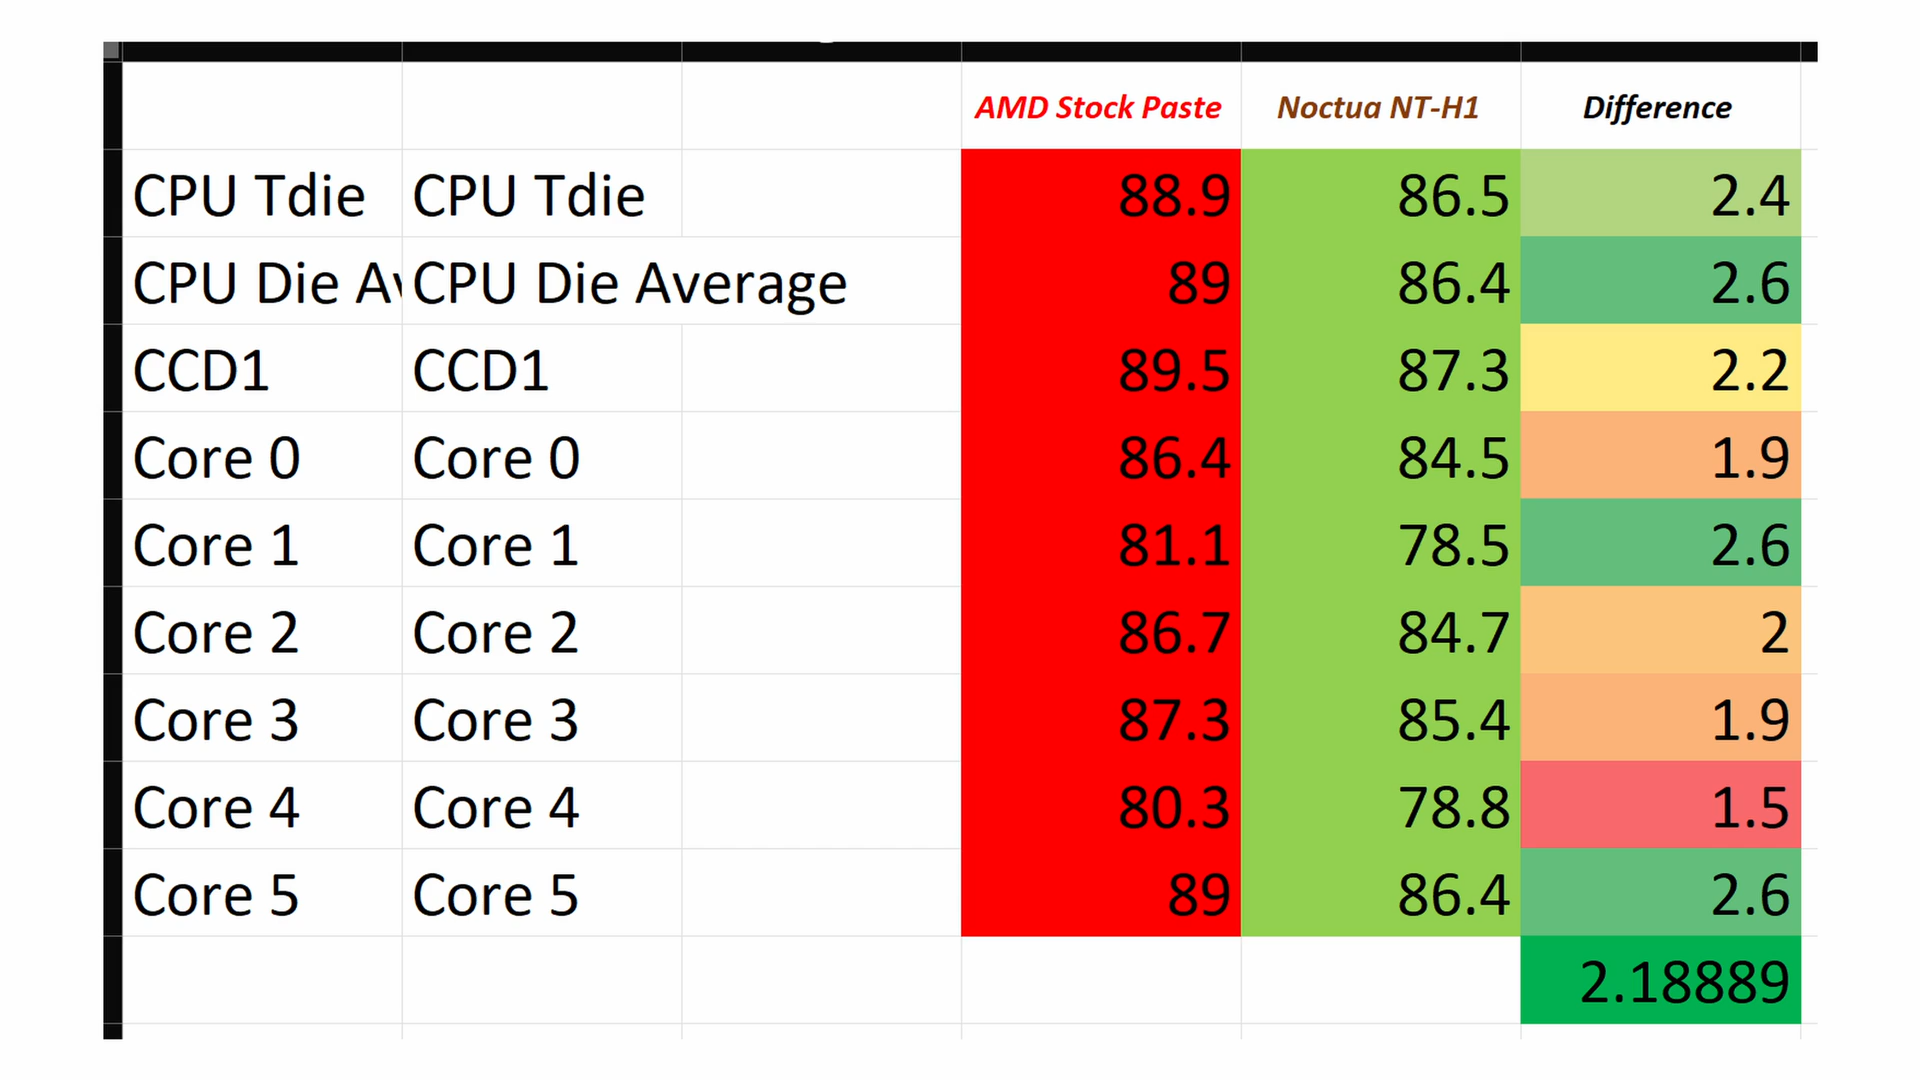 AMD Stock Paste Noctua NT-H1 Difference
CPU Tdie CPU Tdie 88.9 86.5 2.4
CPU Die Av CPU Die Average 89 86.4 2.6
CCD1 CCD1 89.5 87.3 2.2
Core 0 Core 0 86.4 84.5 1.9
Core 1 Core 1 81.1 78.5 2.6
Core 2 Core 2 86.7 84.7 2
Core 3 Core 3 87.3 85.4 1.9
Core 4 Core 4 80.3 78.8 1.5
Core 5 Core 5 89 86.4 2.6
2.18889